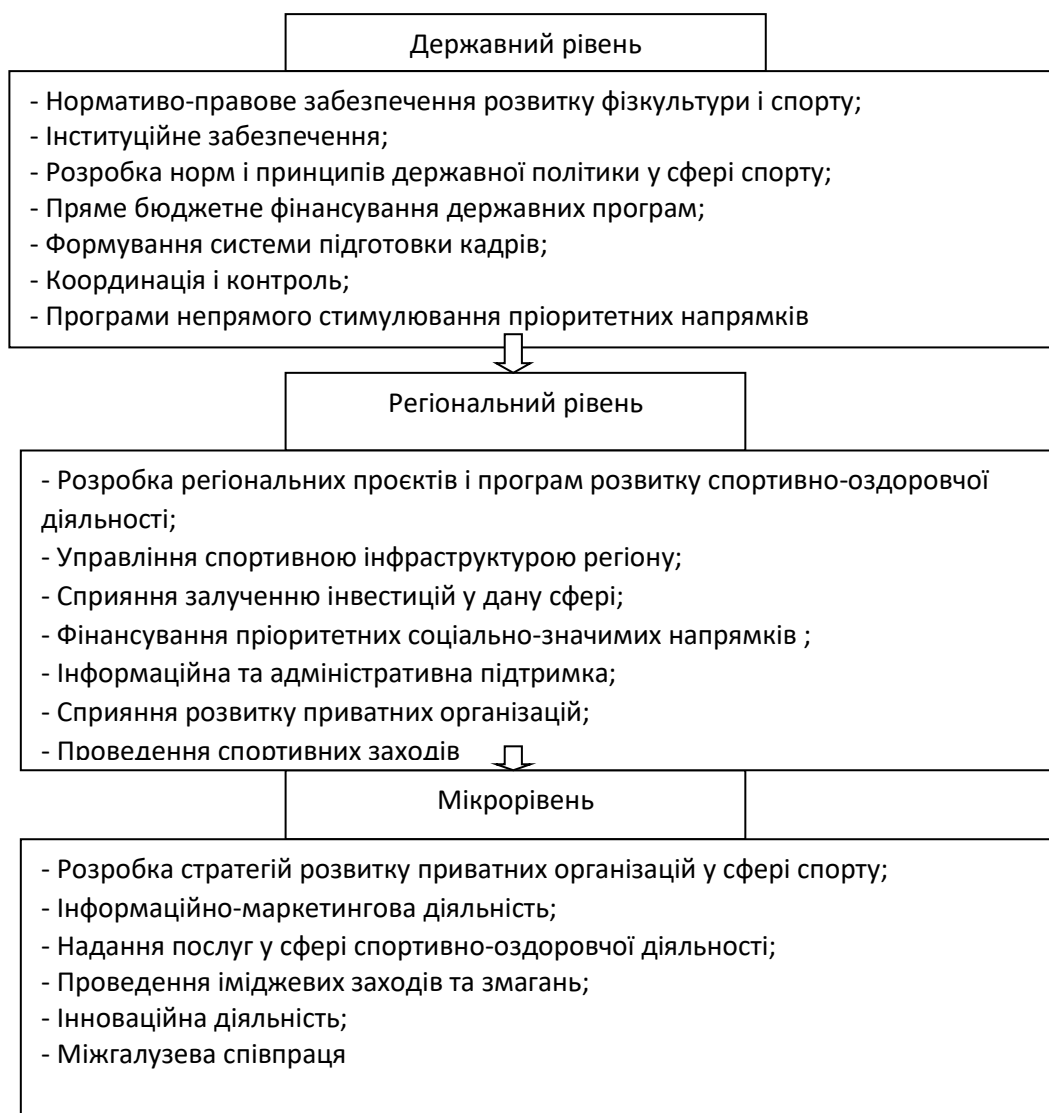 Державний рівень
- Нормативо-правове забезпечення розвитку фізкультури і спорту;
- Інституційне забезпечення;
- Розробка норм і принципів державної політики у сфері спорту;
- Пряме бюджетне фінансування державних програм;
- Формування системи підготовки кадрів;
- Координація і контроль;
- Програми непрямого стимулювання пріоритетних напрямків
Регіональний рівень
- Розробка регіональних проєктів і програм розвитку спортивно-оздоровчої
діяльності;
- Управління спортивною інфраструктурою регіону;
- Сприяння залученню інвестицій у дану сфері;
- Фінансування пріоритетних соціально-значимих напрямків ;
- Інформаційна та адміністративна підтримка;
- Сприяння розвитку приватних організацій;
- Проведення спортивних заходів
Мікрорівень
- Розробка стратегій розвитку приватних організацій у сфері спорту;
- Інформаційно-маркетингова діяльність;
- Надання послуг у сфері спортивно-оздоровчої діяльності;
- Проведення іміджевих заходів та змагань;
- Інноваційна діяльність;
- Міжгалузева співпраця